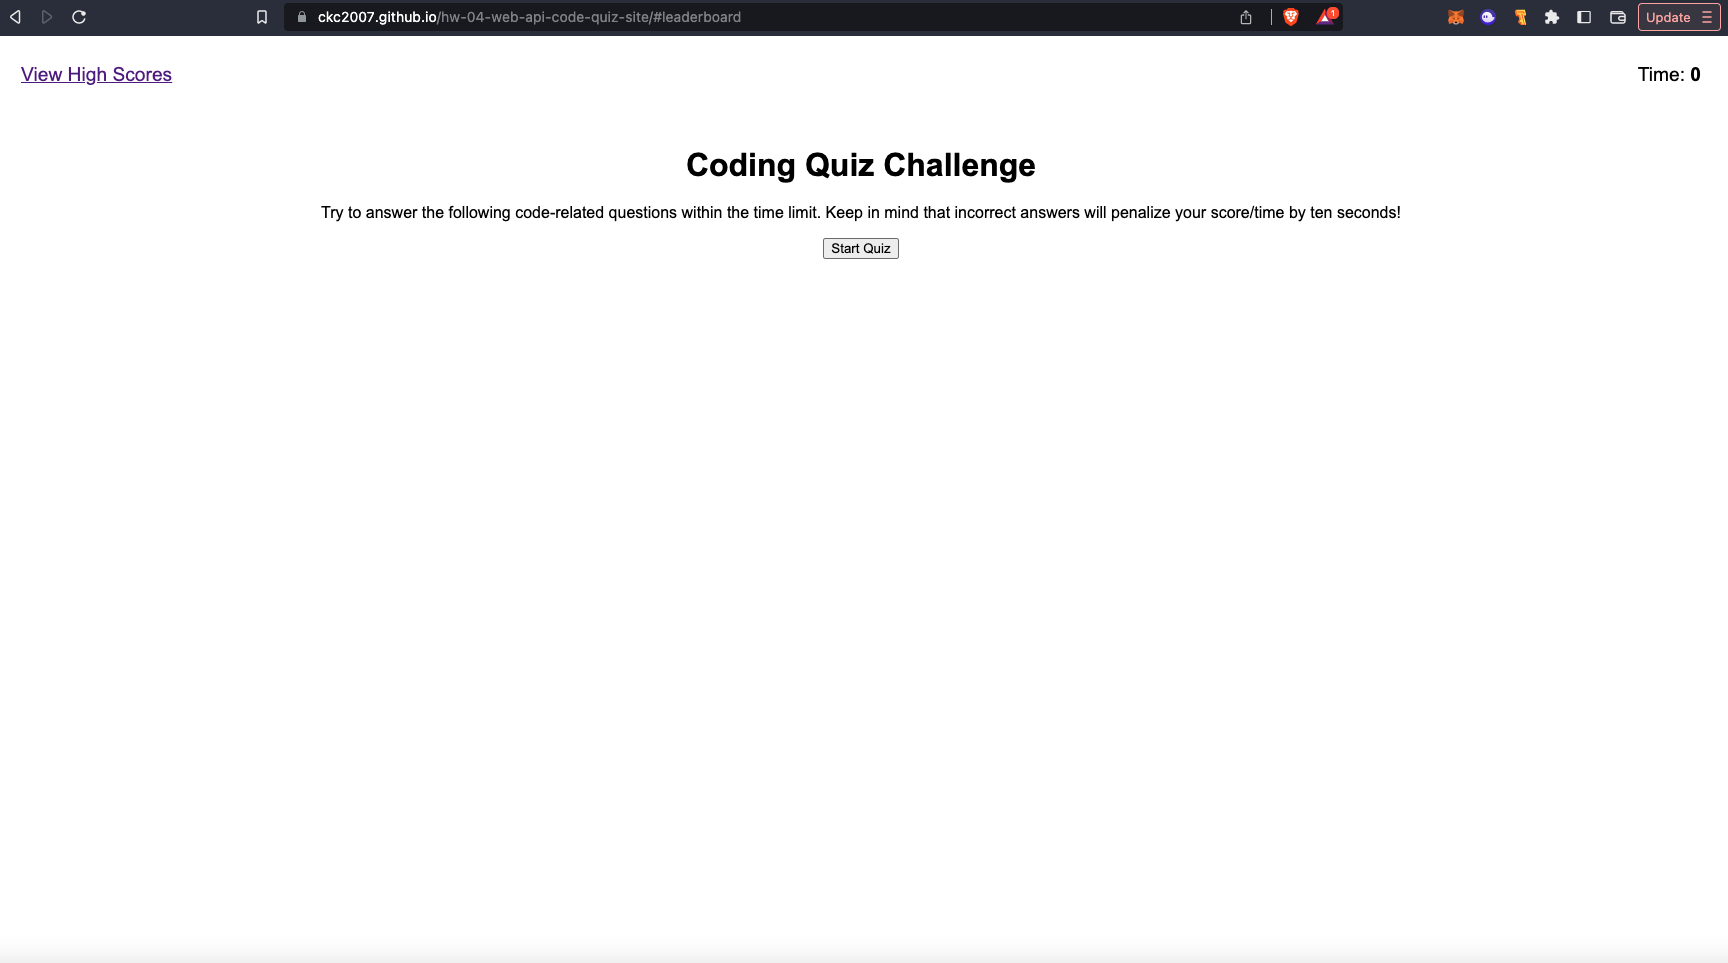 ckc2007.github.io/hw-04-web-api-code-quiz-site/#leaderboard
1
Update
View High Scores
Time: 0
Coding Quiz Challenge
Try to answer the following code-related questions within the time limit. Keep in mind that incorrect answers will penalize your score/time by ten seconds!
Start Quiz